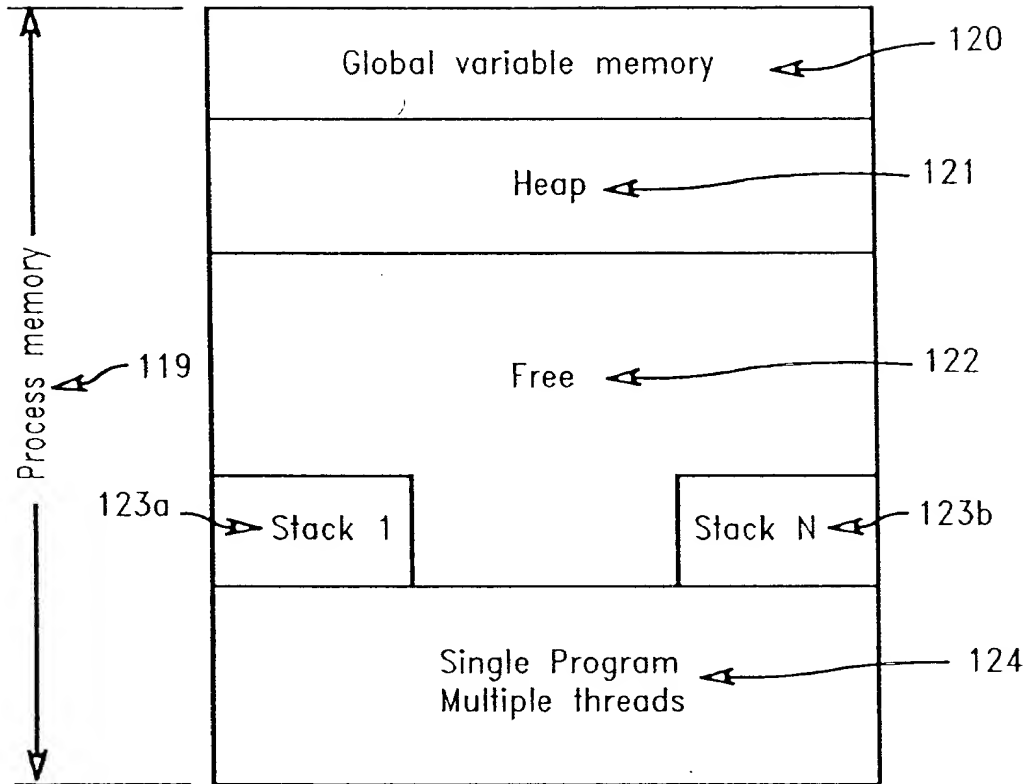 Global variable memory
120
Heap
121
Process memory
119
Free
122
123a
Stack 1
Stack N
123b
Single Program
Multiple threads
124